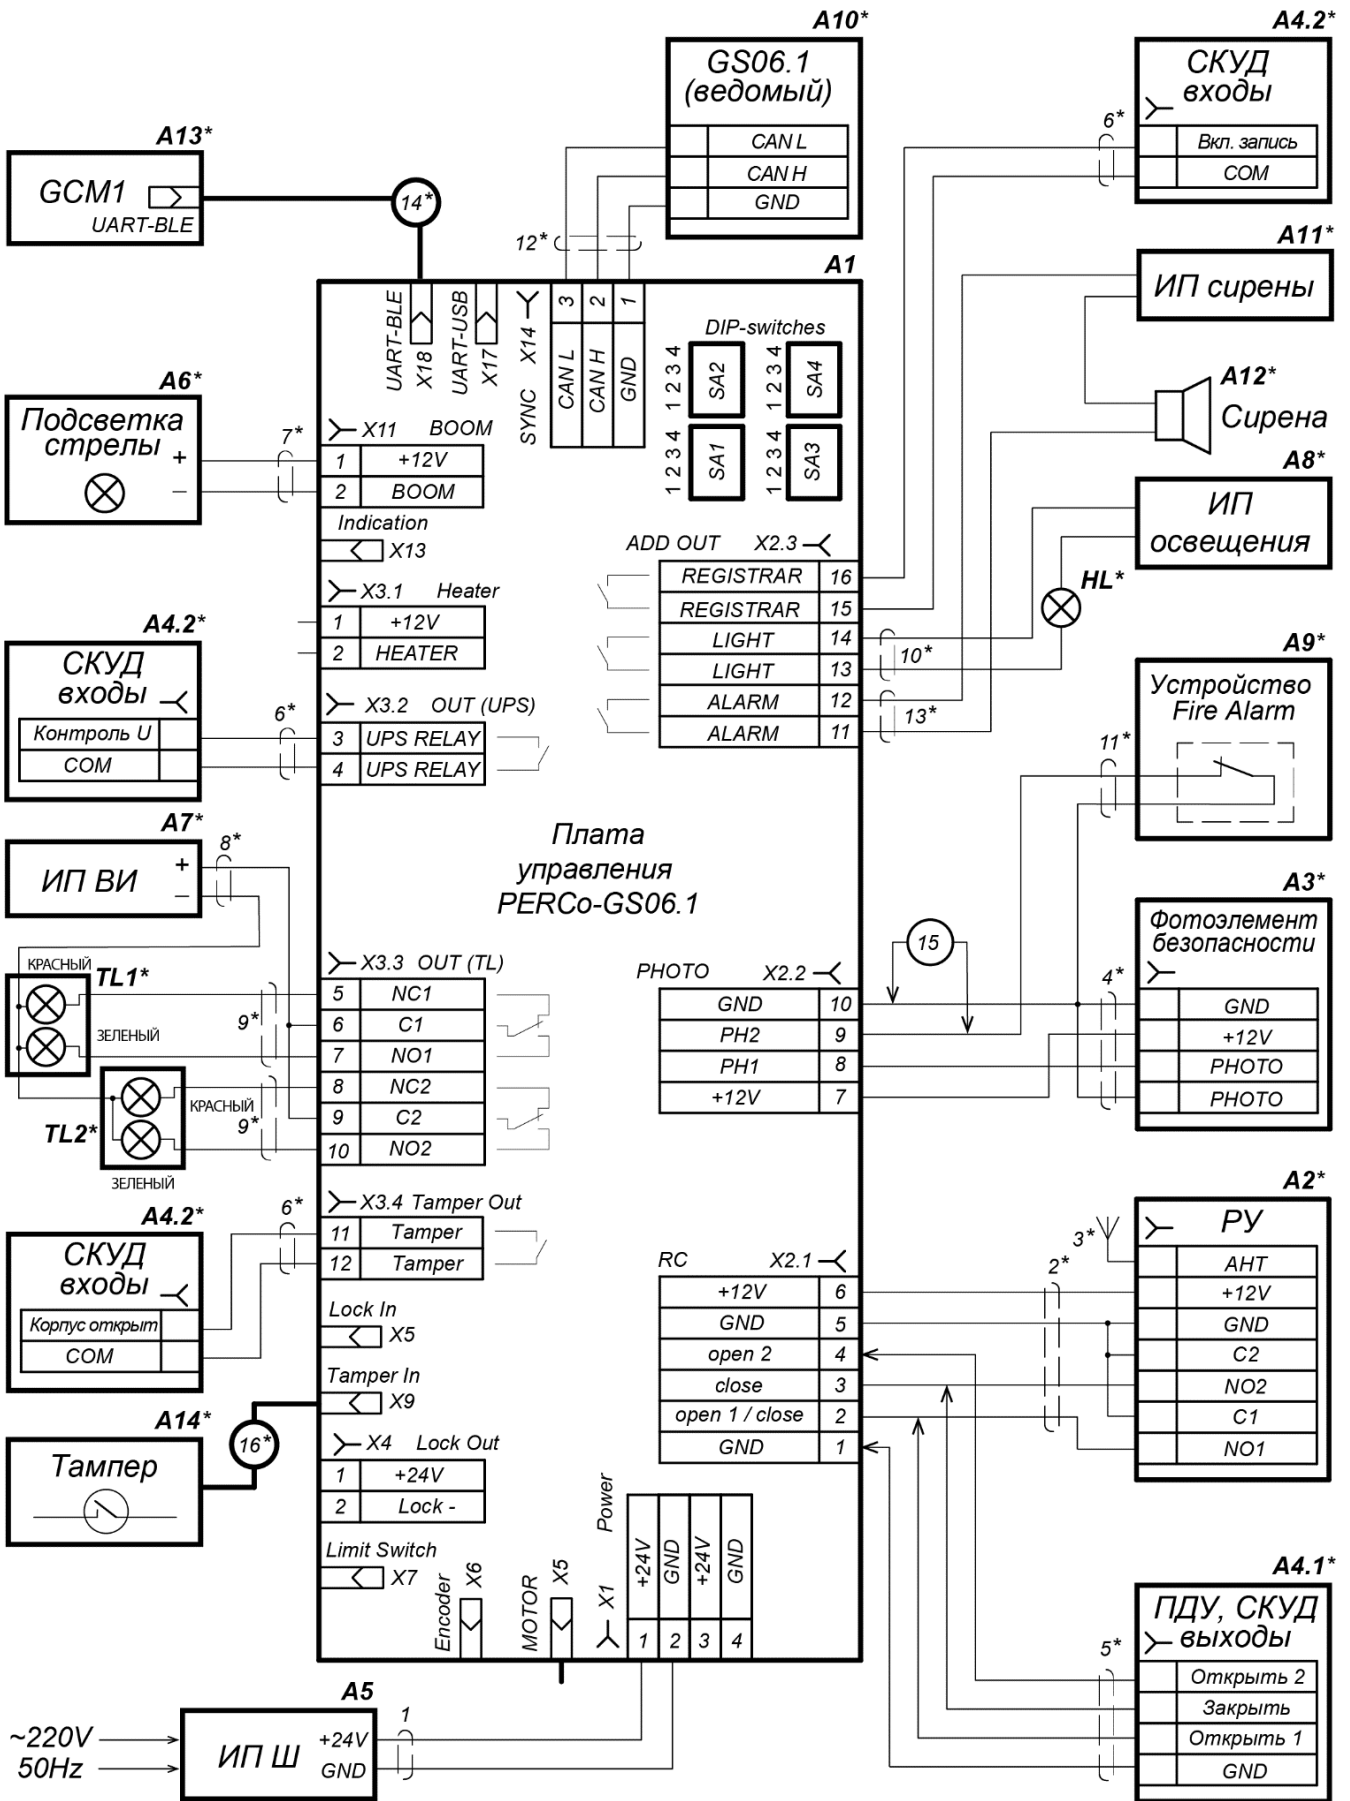 A10*
GS06.1
(ведомый)
CAN L
CAN H
GND
12*
A4.2*
СКУД
входы
6*
Вкл. запись
COM
A13*
GCM1
UART-BLE
14*
A11*
ИП сирены
A12*
Сирена
A8*
ИП
освещения
HL*
A1
UART-BLE
X18
UART-USB
X17
SYNC X14
3 2 1
CAN L
CAN H
GND
DIP-switches
1 2 3 4
SA2
1 2 3 4
SA4
1 2 3 4
SA1
1 2 3 4
SA3
A6*
Подсветка
стрелы
+
–
7*
X11 BOOM
1 +12V
2 BOOM
Indication
X13
X3.1 Heater
1 +12V
2 HEATER
ADD OUT X2.3
REGISTRAR 16
REGISTRAR 15
LIGHT 14
LIGHT 13
ALARM 12
ALARM 11
10*
13*
A4.2*
СКУД
входы
Контроль U
COM
6*
X3.2 OUT (UPS)
3 UPS RELAY
4 UPS RELAY
A9*
Устройство
Fire Alarm
11*
A7*
ИП ВИ
+
–
8*
Плата
управления
PERCo-GS06.1
A3*
Фотоэлемент
безопасности
4*
GND
+12V
PHOTO
PHOTO
15
PHOTO X2.2
GND 10
PH2 9
PH1 8
+12V 7
КРАСНЫЙ
TL1*
ЗЕЛЕНЫЙ
9*
X3.3 OUT (TL)
5 NC1
6 C1
7 NO1
8 NC2
9 C2
10 NO2
КРАСНЫЙ
9*
TL2*
ЗЕЛЕНЫЙ
A4.2*
СКУД
входы
Корпус открыт
COM
6*
X3.4 Tamper Out
11 Tamper
12 Tamper
Lock In
X5
Tamper In
X9
A14*
Тампер
16*
X4 Lock Out
1 +24V
2 Lock -
Limit Switch
X7
Encoder
X6
MOTOR
X5
X1 Power
+24V
GND
+24V
GND
1 2 3 4
A2*
РУ
3*
2*
АНТ
+12V
GND
C2
NO2
C1
NO1
RC X2.1
+12V 6
GND 5
open 2 4
close 3
open 1 / close 2
GND 1
A4.1*
ПДУ, СКУД
выходы
5*
Открыть 2
Закрыть
Открыть 1
GND
A5
ИП Ш
+24V
GND
1
~220V
50Hz